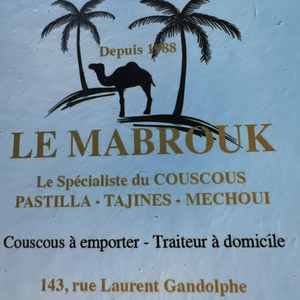 Depuis 1988
LE MABROUK
Le Spécialiste du COUSCOUS
PASTILLA - TAJINES - MECHOUI
Couscous à emporter - Traiteur à domicile
143, rue Laurent Gandolphe